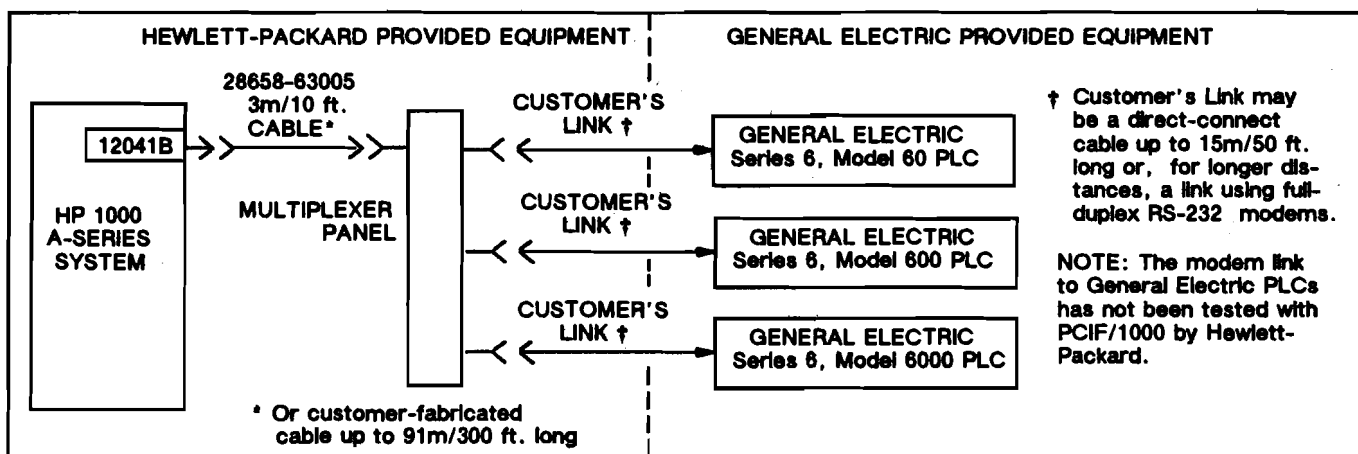 HEWLETT-PACKARD PROVIDED EQUIPMENT
GENERAL ELECTRIC PROVIDED EQUIPMENT
28658-63005
3m/10 ft.
CABLE*
12041B
HP 1000
A-SERIES
SYSTEM
MULTIPLEXER
PANEL
CUSTOMER'S
LINK †
GENERAL ELECTRIC
Series 6, Model 60 PLC
CUSTOMER'S
LINK †
GENERAL ELECTRIC
Series 6, Model 600 PLC
CUSTOMER'S
LINK †
GENERAL ELECTRIC
Series 6, Model 6000 PLC
† Customer's Link may
be a direct-connect
cable up to 15m/50 ft.
long or, for longer dis-
tances, a link using full-
duplex RS-232 modems.
NOTE: The modem link
to General Electric PLCs
has not been tested with
PCIF/1000 by Hewlett-
Packard.
* Or customer-fabricated
cable up to 91m/300 ft. long